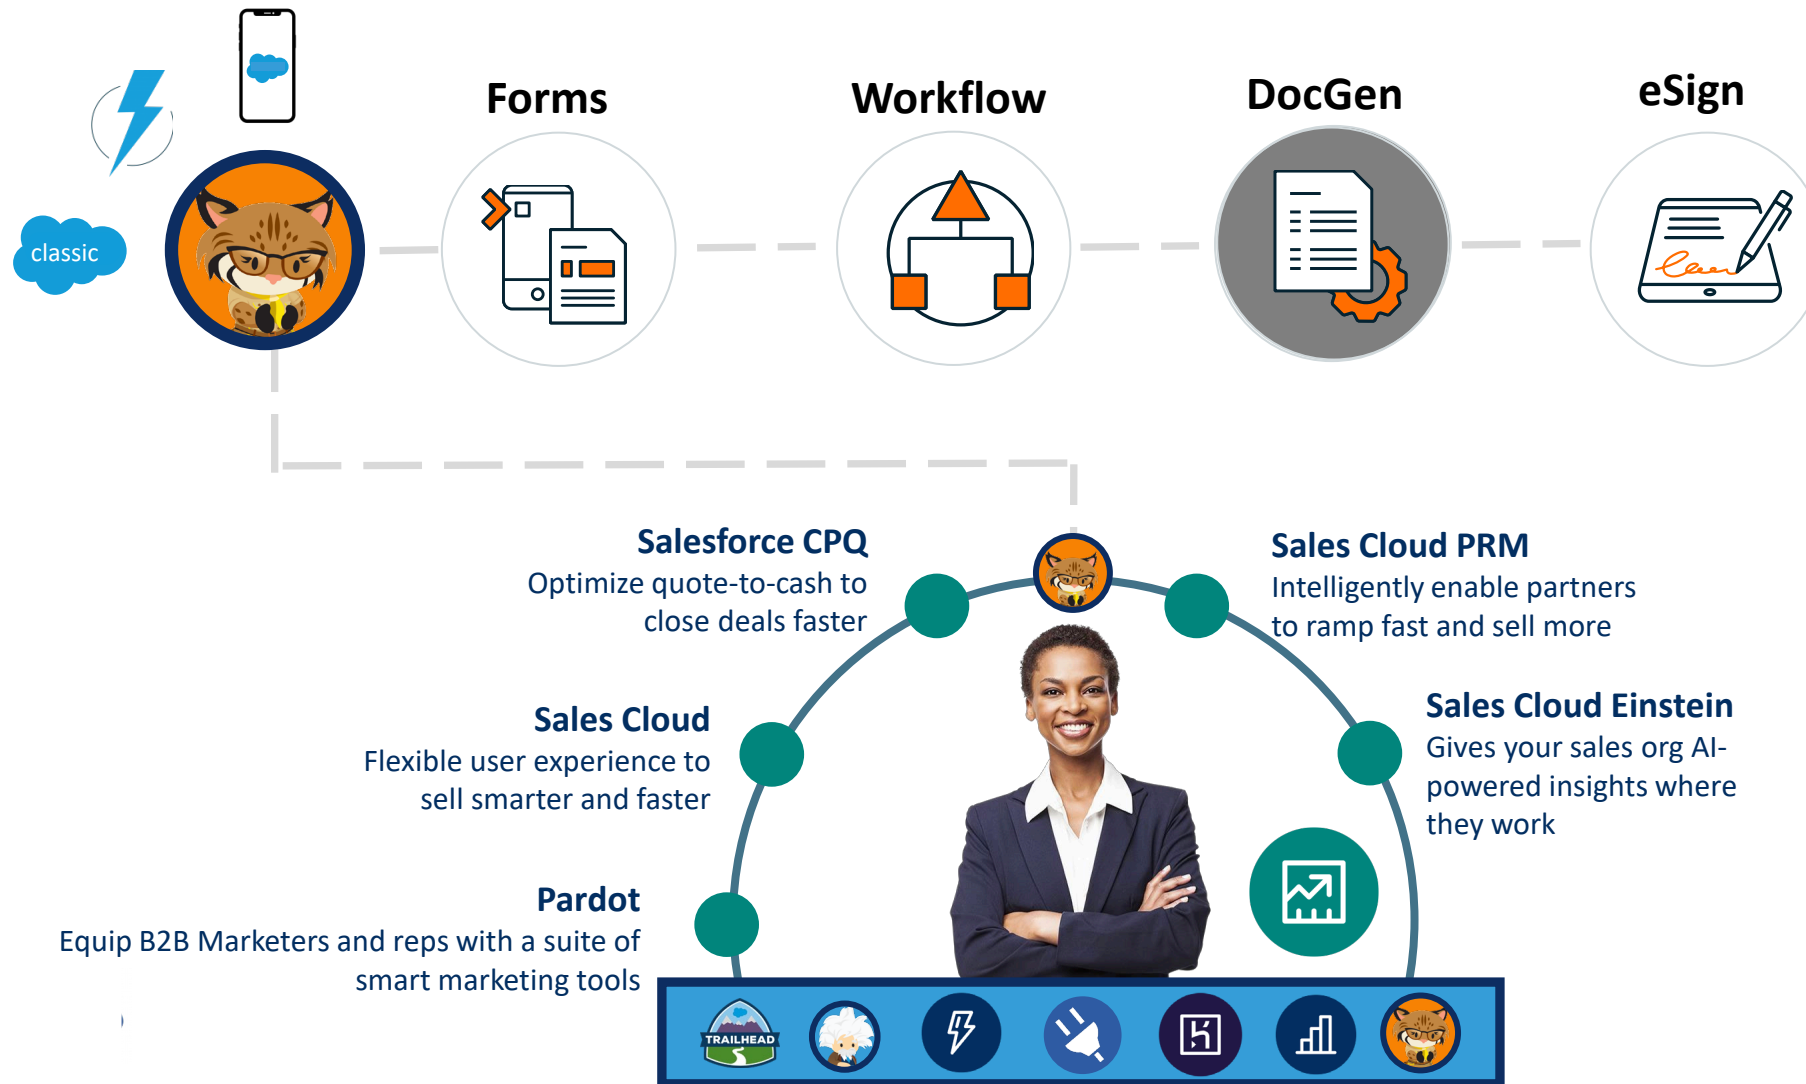 Forms
Workflow
DocGen
eSign
classic
Salesforce CPQ
Optimize quote-to-cash to
close deals faster
Sales Cloud PRM
Intelligently enable partners
to ramp fast and sell more
Sales Cloud
Flexible user experience to
sell smarter and faster
Sales Cloud Einstein
Gives your sales org AI-
powered insights where
they work
Pardot
Equip B2B Marketers and reps with a suite of
smart marketing tools
TRAILHEAD